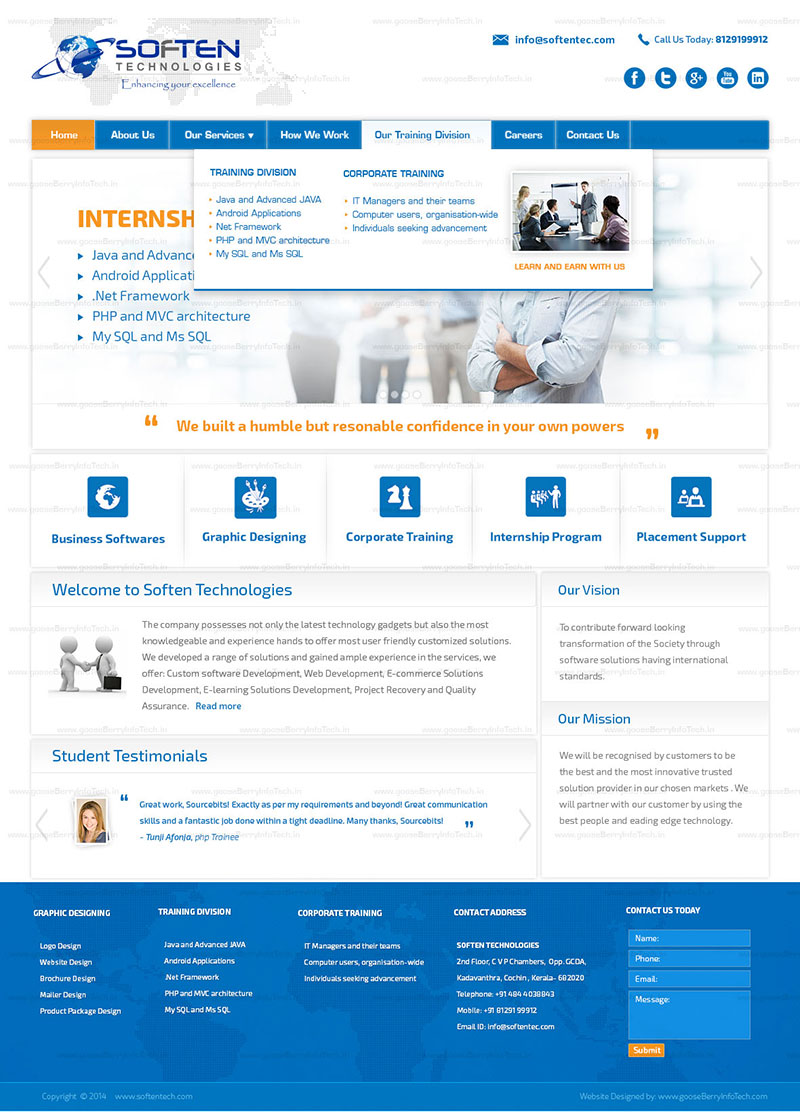 SOFTEN
TECHNOLOGIES
Enhancing your excellence
info@softentec.com
Call Us Today: 8129199912
You
Tube
Home
About Us
Our Services
How We Work
Our Training Division
Careers
Contact Us
TRAINING DIVISION
Java and Advanced JAVA
Android Applications
Net Framework
PHP and MVC architecture
My SQL and Ms SQL
CORPORATE TRAINING
IT Managers and their teams
Computer users, organisation-wide
Individuals seeking advancement
LEARN AND EARN WITH US
INTERNSH
Java and Advanc
Android Applicati
.Net Framework
PHP and MVC architecture
My SQL and Ms SQL
“ We built a humble but resonable confidence in your own powers ”
Business Softwares
Graphic Designing
Corporate Training
Internship Program
Placement Support
Welcome to Soften Technologies
The company possesses not only the latest technology gadgets but also the most
knowledgeable and experience hands to offer most user friendly customized solutions.
We developed a range of solutions and gained ample experience in the services, we
offer: Custom software Development, Web Development, E-commerce Solutions
Development, E-learning Solutions Development, Project Recovery and Quality
Assurance. Read more
Our Vision
To contribute forward looking
transformation of the Society through
software solutions having international
standards.
Our Mission
We will be recognised by customers to be
the best and the most innovative trusted
solution provider in our chosen markets . We
will partner with our customer by using the
best people and eading edge technology.
Student Testimonials
“ Great work, Sourcebits! Exactly as per my requirements and beyond! Great communication
skills and a fantastic job done within a tight deadline. Many thanks, Sourcebits! ”
- Tunji Afonja, php Trainee
GRAPHIC DESIGNING
Logo Design
Website Design
Brochure Design
Mailer Design
Product Package Design
TRAINING DIVISION
Java and Advanced JAVA
Android Applications
.Net Framework
PHP and MVC architecture
My SQL and Ms SQL
CORPORATE TRAINING
IT Managers and their teams
Computer users, organisation-wide
Individuals seeking advancement
CONTACT ADDRESS
SOFTEN TECHNOLOGIES
2nd Floor, C V P Chambers, Opp. GCDA,
Kadavanthra, Cochin , Kerala- 682020
Telephone: +91 484 4038843
Mobile: +91 81291 99912
Email ID: info@softentec.com
CONTACT US TODAY
Name:
Phone:
Email:
Message:
Submit
Copyright © 2014 www.softentech.com
Website Designed by: www.gooseBerryInfoTech.com
www.gooseBerryInfoTech.in